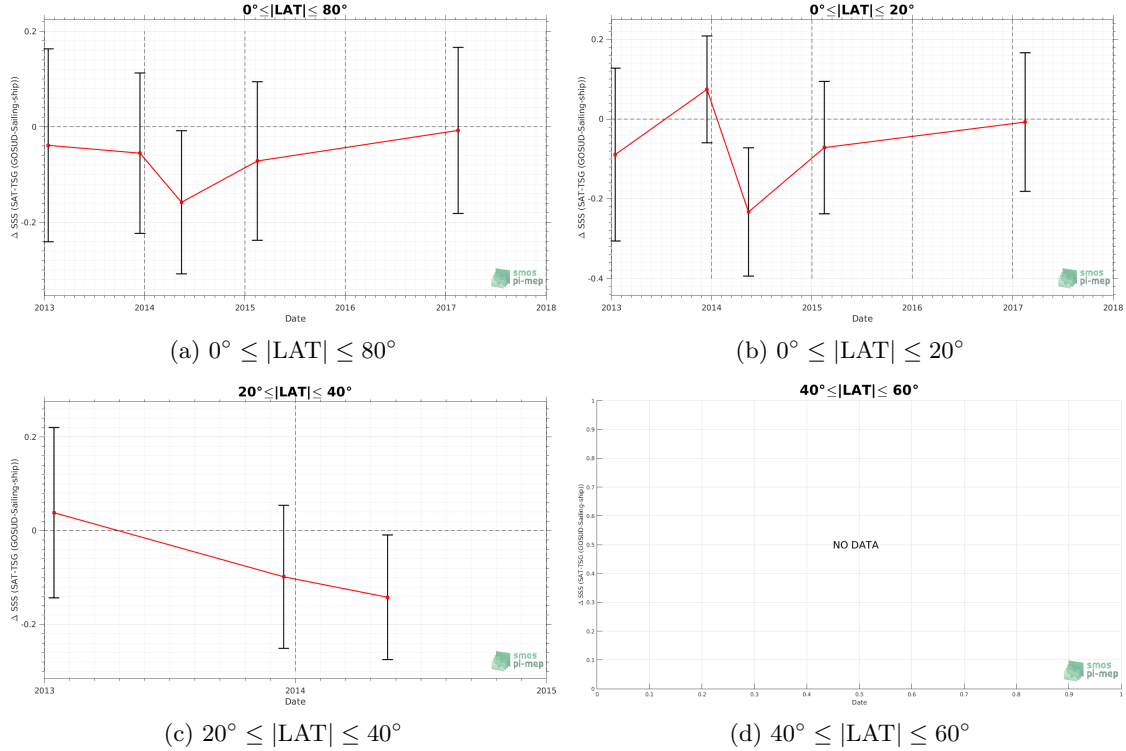 0°≤|LAT|≤ 80°
0.2
0
-0.2
Δ SSS (SAT-TSG (GOSUD-Sailing-ship))
2013 2014 2015 2016 2017 2018
Date
smos
pi-mep
(a) 0° ≤ |LAT| ≤ 80°
0°≤|LAT|≤ 20°
0.2
0
-0.2
-0.4
Δ SSS (SAT-TSG (GOSUD-Sailing-ship))
2013 2014 2015 2016 2017 2018
Date
smos
pi-mep
(b) 0° ≤ |LAT| ≤ 20°
20°≤|LAT|≤ 40°
0.2
0
-0.2
Δ SSS (SAT-TSG (GOSUD-Sailing-ship))
2013 2014 2015
Date
smos
pi-mep
(c) 20° ≤ |LAT| ≤ 40°
40°≤|LAT|≤ 60°
1
0.9
0.8
0.7
0.6
0.5
0.4
0.3
0.2
0.1
0
Δ SSS (SAT-TSG (GOSUD-Sailing-ship))
NO DATA
0 0.1 0.2 0.3 0.4 0.5 0.6 0.7 0.8 0.9 1
Date
smos
pi-mep
(d) 40° ≤ |LAT| ≤ 60°